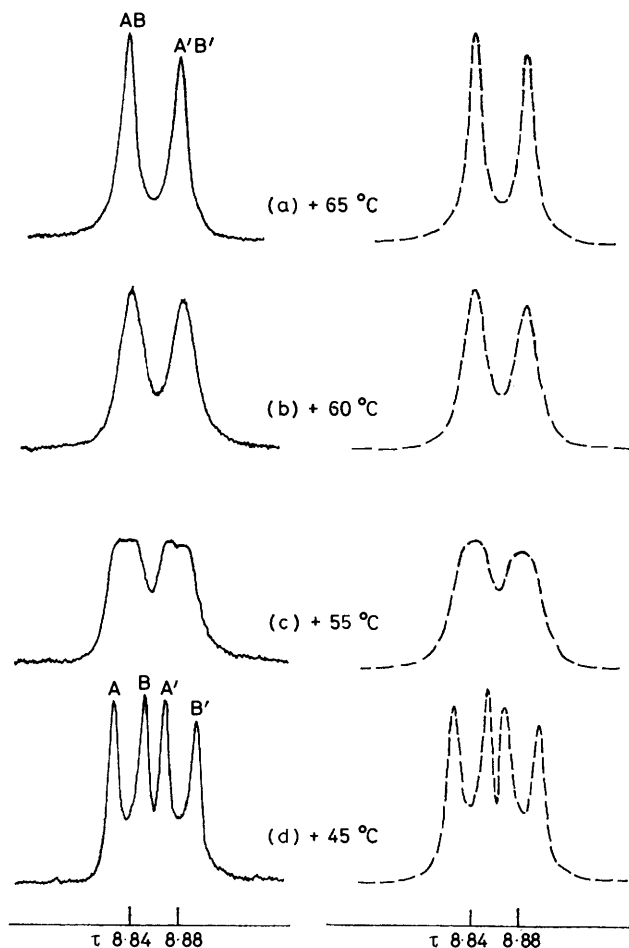 AB
A′B′
(a) + 65 °C
(b) + 60 °C
(c) + 55 °C
A B A′ B′
(d) + 45 °C
τ 8·84 8·88 τ 8·84 8·88